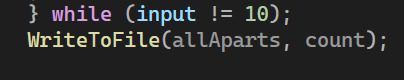 } while (input != 10);
WriteToFile(allAparts, count);